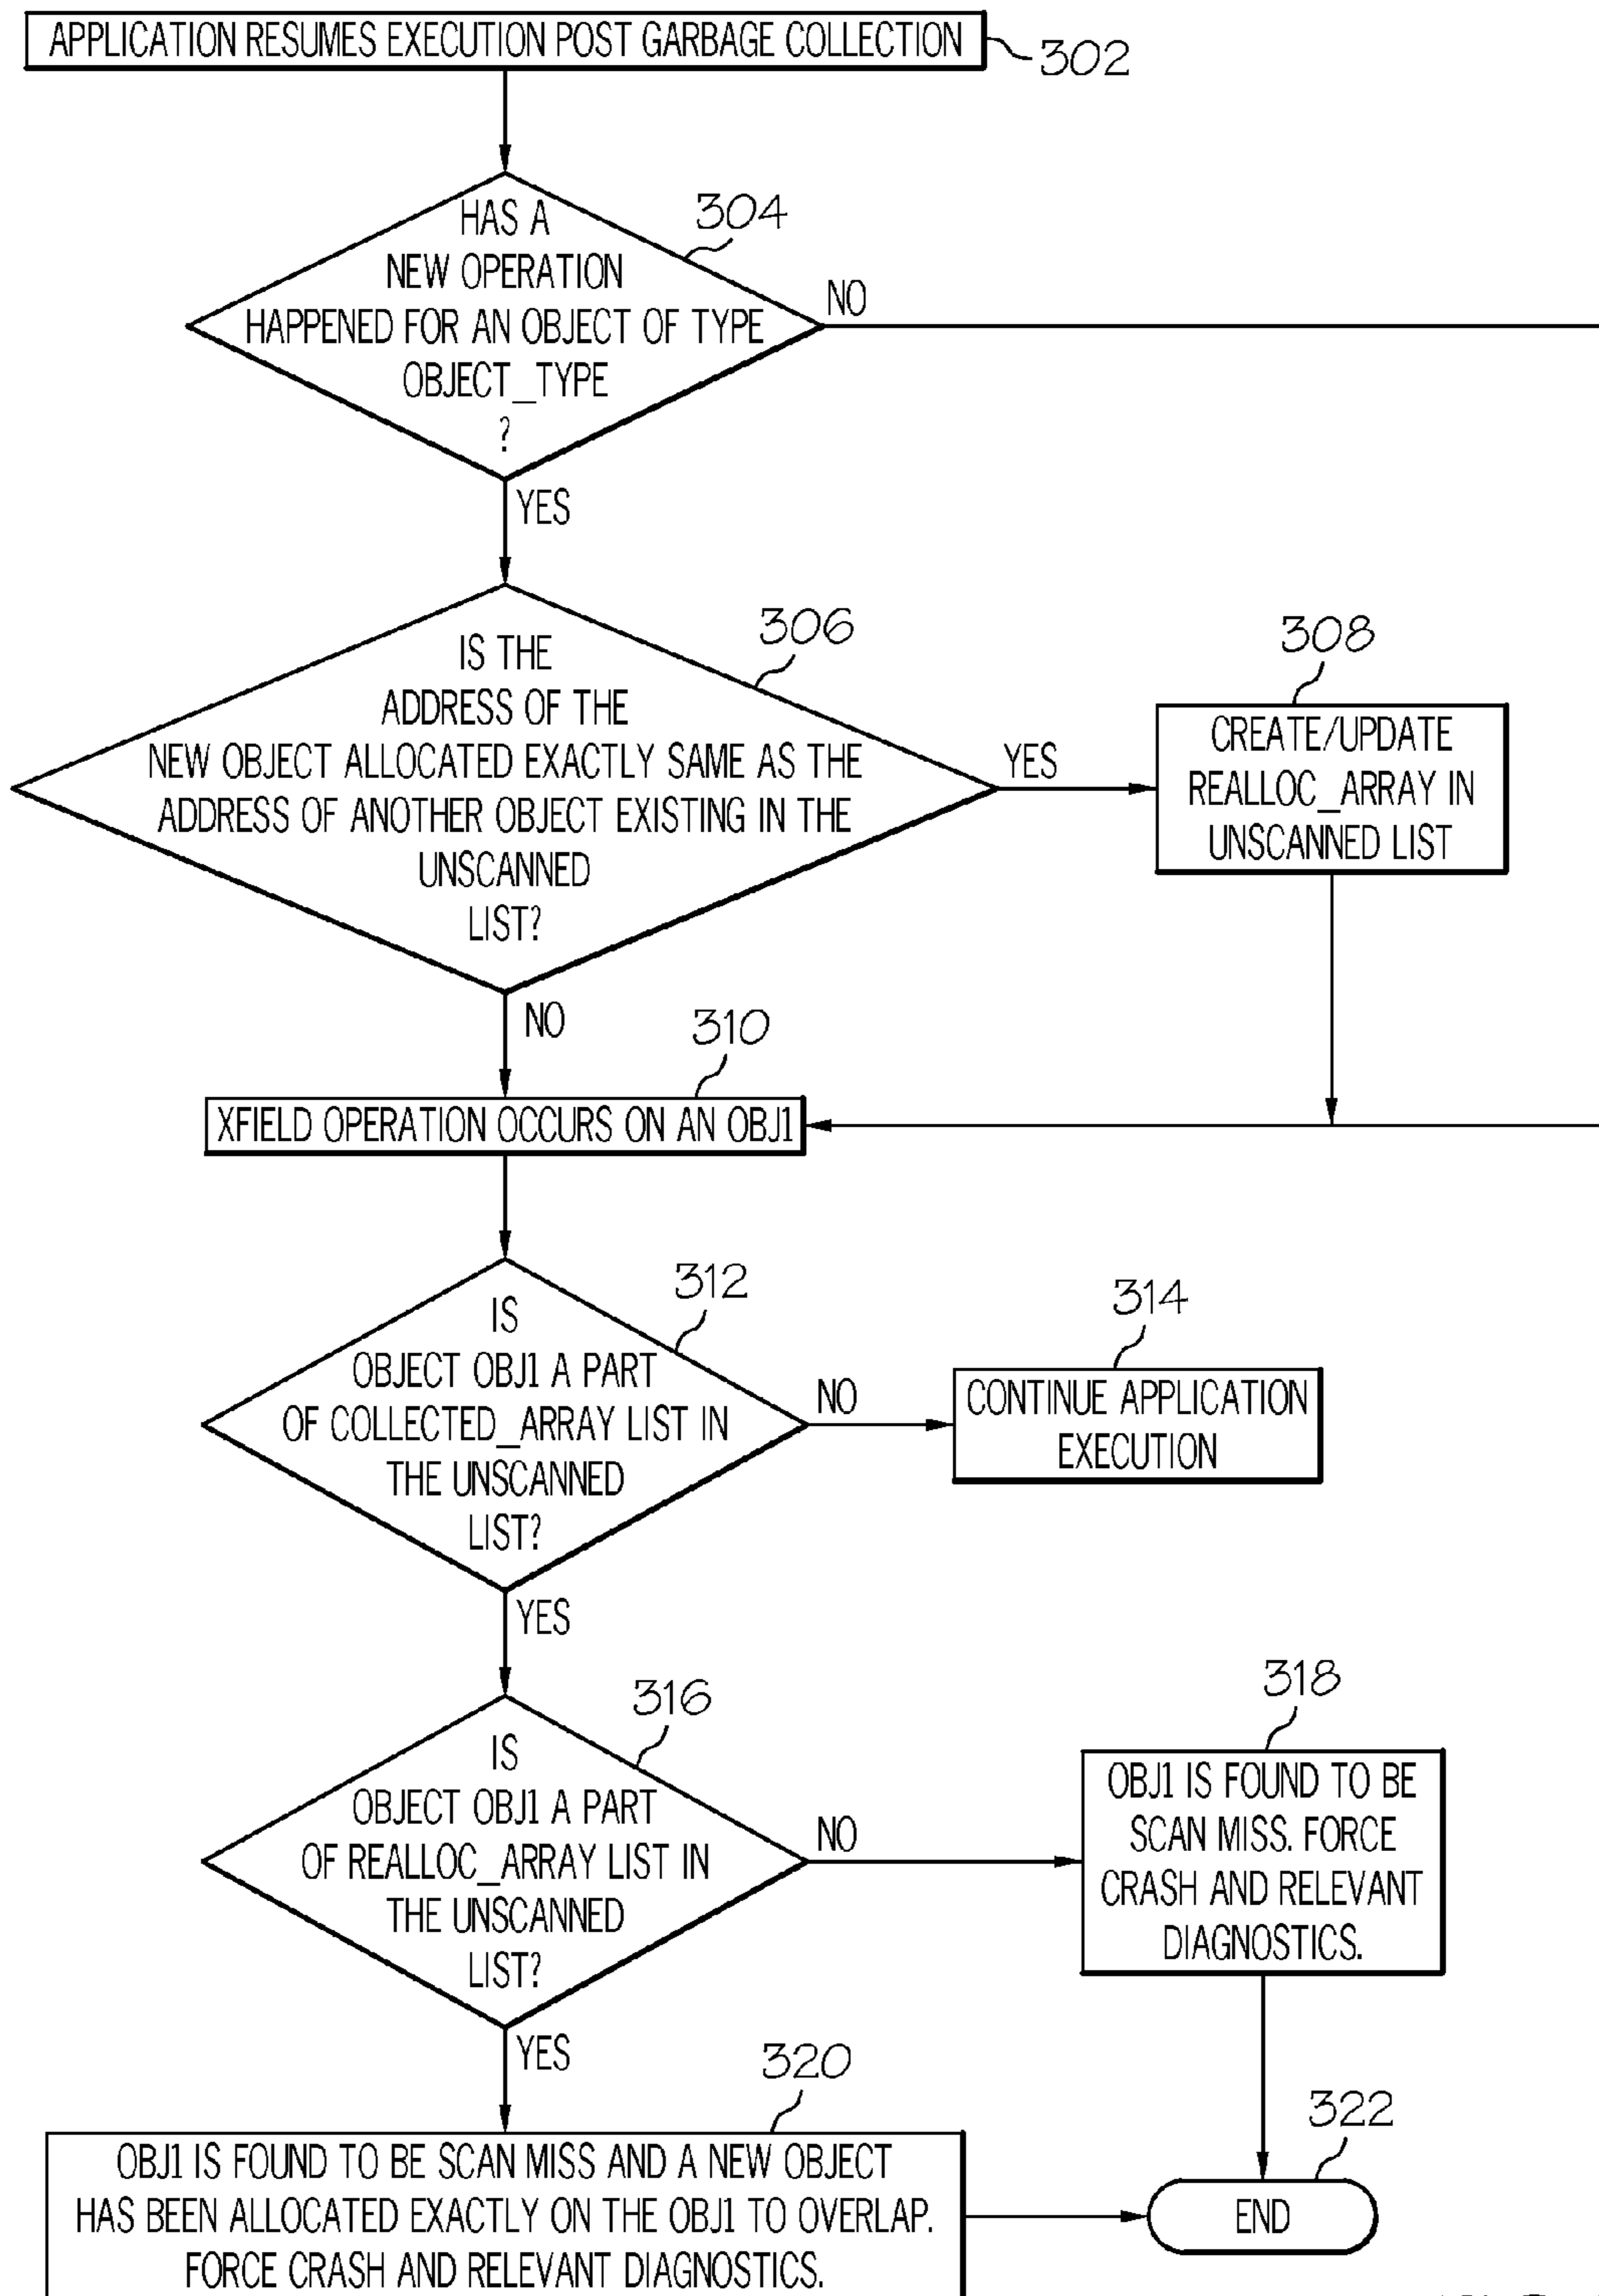 APPLICATION RESUMES EXECUTION POST GARBAGE COLLECTION
302
304
HAS A
NEW OPERATION
HAPPENED FOR AN OBJECT OF TYPE
OBJECT_TYPE
?
NO
YES
306
IS THE
ADDRESS OF THE
NEW OBJECT ALLOCATED EXACTLY SAME AS THE
ADDRESS OF ANOTHER OBJECT EXISTING IN THE
UNSCANNED
LIST?
YES
308
CREATE/UPDATE
REALLOC_ARRAY IN
UNSCANNED LIST
NO
310
XFIELD OPERATION OCCURS ON AN OBJ1
312
IS
OBJECT OBJ1 A PART
OF COLLECTED_ARRAY LIST IN
THE UNSCANNED
LIST?
NO
314
CONTINUE APPLICATION
EXECUTION
YES
316
IS
OBJECT OBJ1 A PART
OF REALLOC_ARRAY LIST IN
THE UNSCANNED
LIST?
NO
318
OBJ1 IS FOUND TO BE
SCAN MISS. FORCE
CRASH AND RELEVANT
DIAGNOSTICS.
YES
320
OBJ1 IS FOUND TO BE SCAN MISS AND A NEW OBJECT
HAS BEEN ALLOCATED EXACTLY ON THE OBJ1 TO OVERLAP.
FORCE CRASH AND RELEVANT DIAGNOSTICS.
322
END